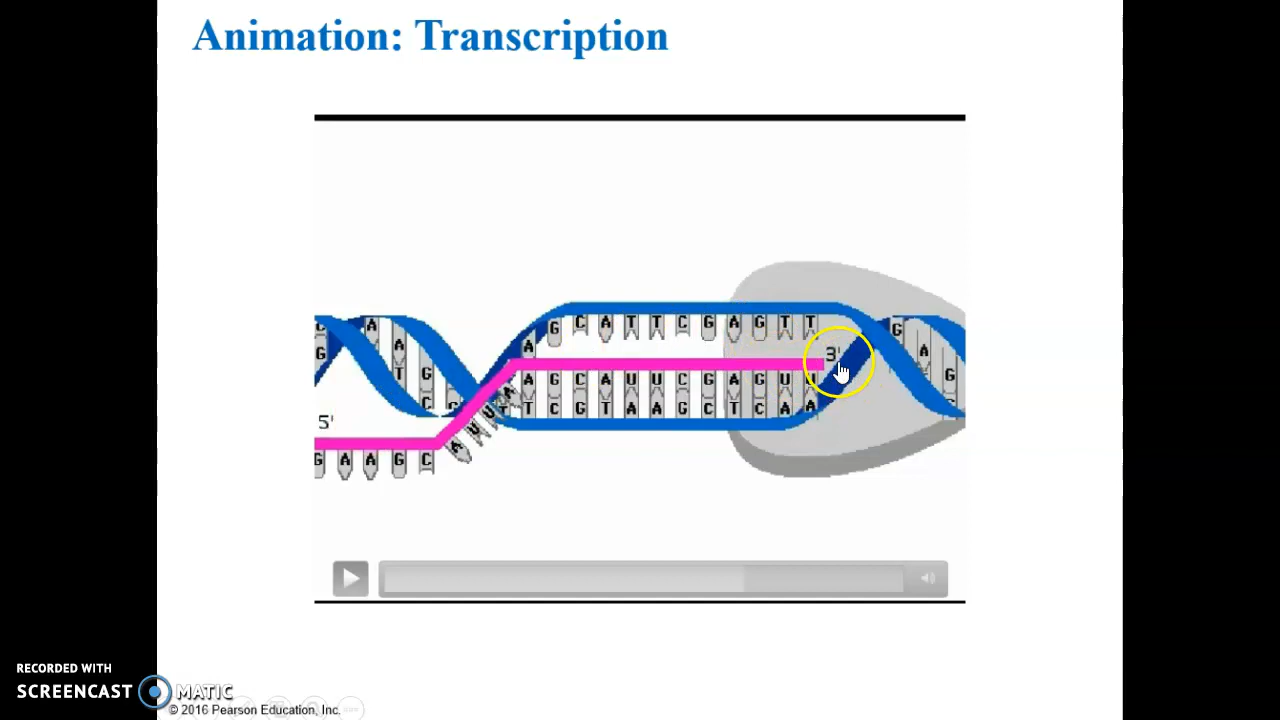 Animation: Transcription
G C A T T C G A G T T
A
A
G
3'
A G C A U U C G A G U U
T C G T A A G C T C A A
A
A
T
G
C
G
A
G
5'
A U U A
G A A G C
RECORDED WITH
SCREENCAST MATIC
© 2016 Pearson Education, Inc.